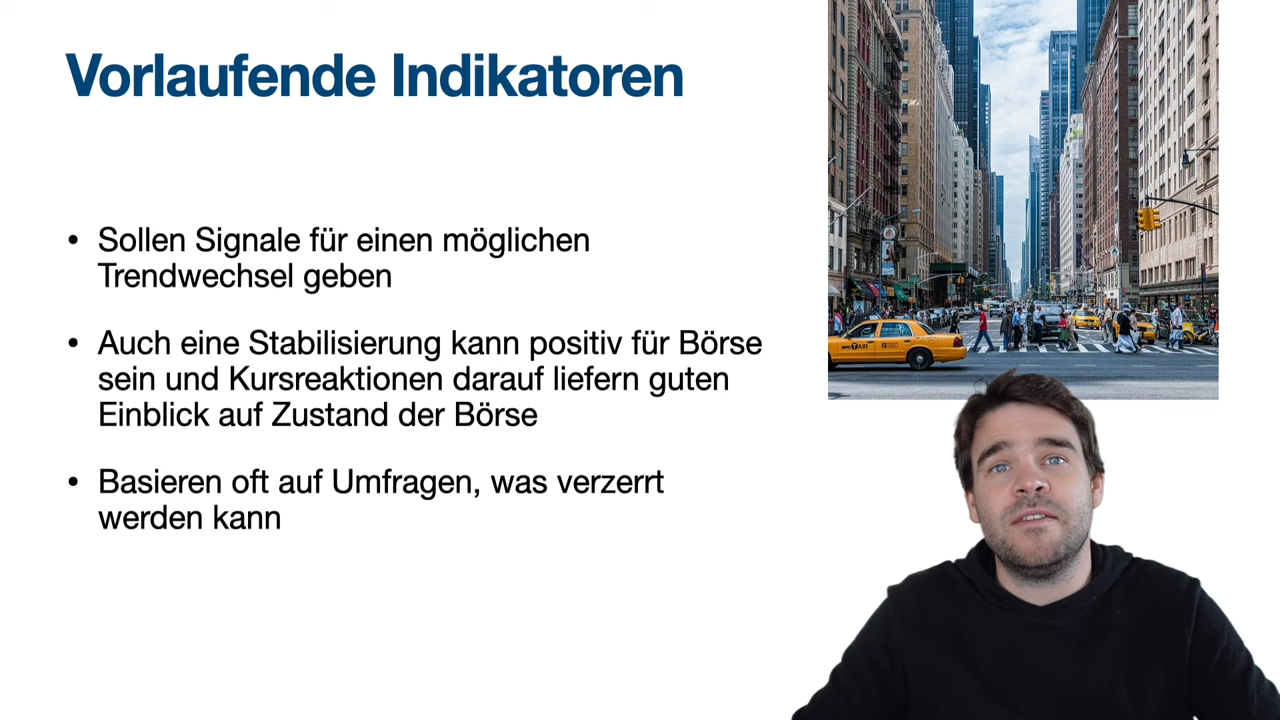 Vorlaufende Indikatoren
• Sollen Signale für einen möglichen
Trendwechsel geben
• Auch eine Stabilisierung kann positiv für Börse
sein und Kursreaktionen darauf liefern guten
Einblick auf Zustand der Börse
• Basieren oft auf Umfragen, was verzerrt
werden kann